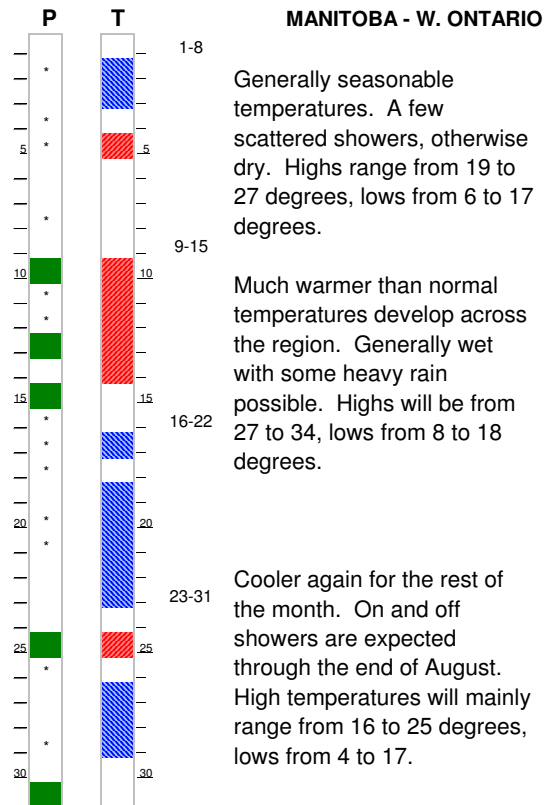 P T MANITOBA - W. ONTARIO
1-8
Generally seasonable
temperatures. A few
scattered showers, otherwise
dry. Highs range from 19 to
27 degrees, lows from 6 to 17
degrees.
9-15
Much warmer than normal
temperatures develop across
the region. Generally wet
with some heavy rain
possible. Highs will be from
27 to 34, lows from 8 to 18
degrees.
16-22
23-31
Cooler again for the rest of
the month. On and off
showers are expected
through the end of August.
High temperatures will mainly
range from 16 to 25 degrees,
lows from 4 to 17.
*
*
*
5 5
*
10 10
*
*
15 15
*
*
*
20 * 20
*
25 25
*
*
30 30